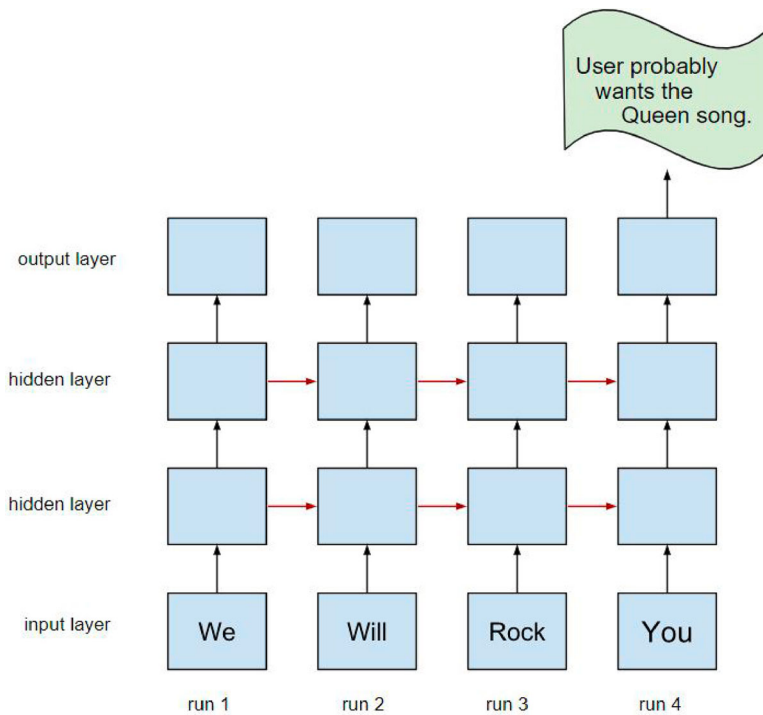 User probably
wants the
Queen song.
output layer
hidden layer
hidden layer
input layer
We
Will
Rock
You
run 1
run 2
run 3
run 4